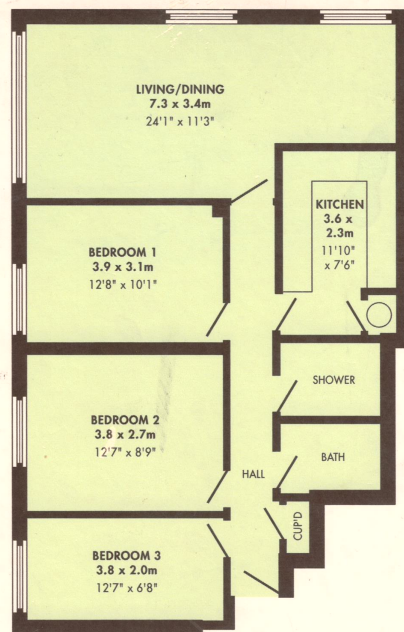 LIVING/DINING
7.3 x 3.4m
24'1" x 11'3"
KITCHEN
3.6 x
2.3m
11'10"
x 7'6"
BEDROOM 1
3.9 x 3.1m
12'8" x 10'1"
SHOWER
BEDROOM 2
3.8 x 2.7m
12'7" x 8'9"
BATH
HALL
CUP'D
BEDROOM 3
3.8 x 2.0m
12'7" x 6'8"